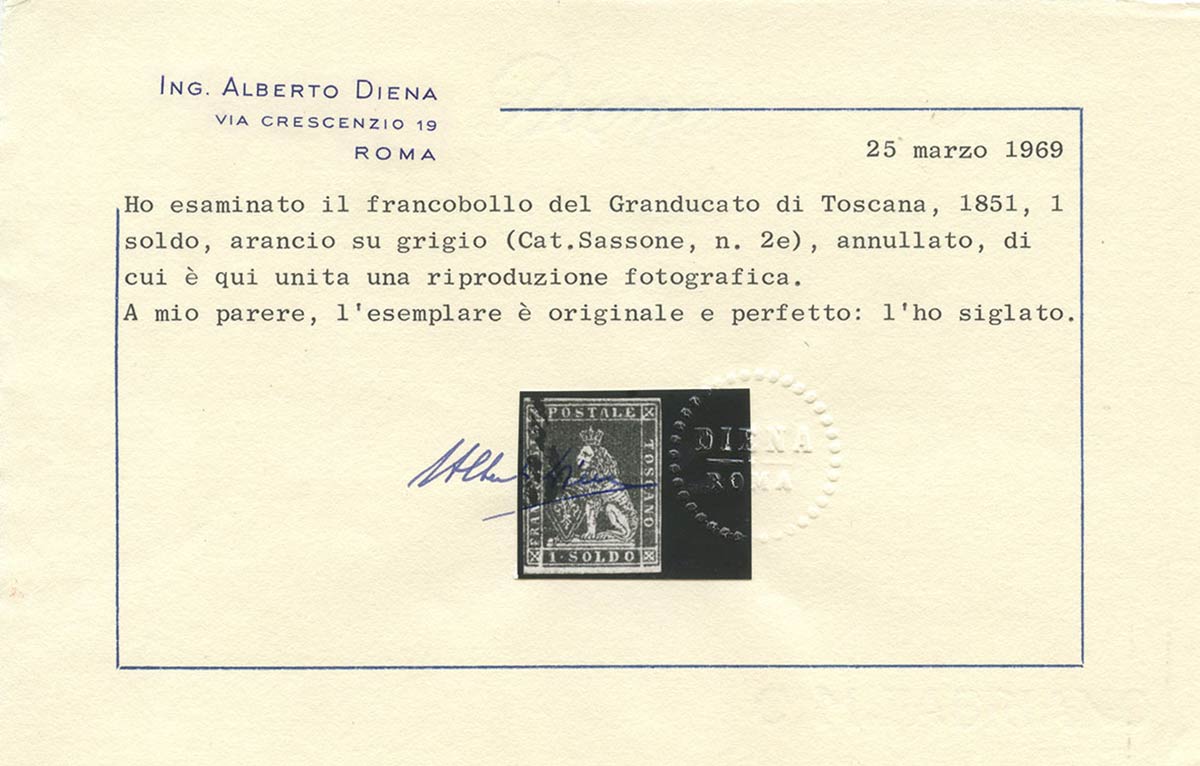 ING. ALBERTO DIENA
VIA CRESCENZIO 19
ROMA
25 marzo 1969
Ho esaminato il francobollo del Granducato di Toscana, 1851, 1
soldo, arancio su grigio (Cat.Sassone, n. 2e), annullato, di
cui è qui unita una riproduzione fotografica.
A mio parere, l'esemplare è originale e perfetto: l'ho siglato.
POSTALE
TOSCANO
1·SOLDO
DIENA
ROMA